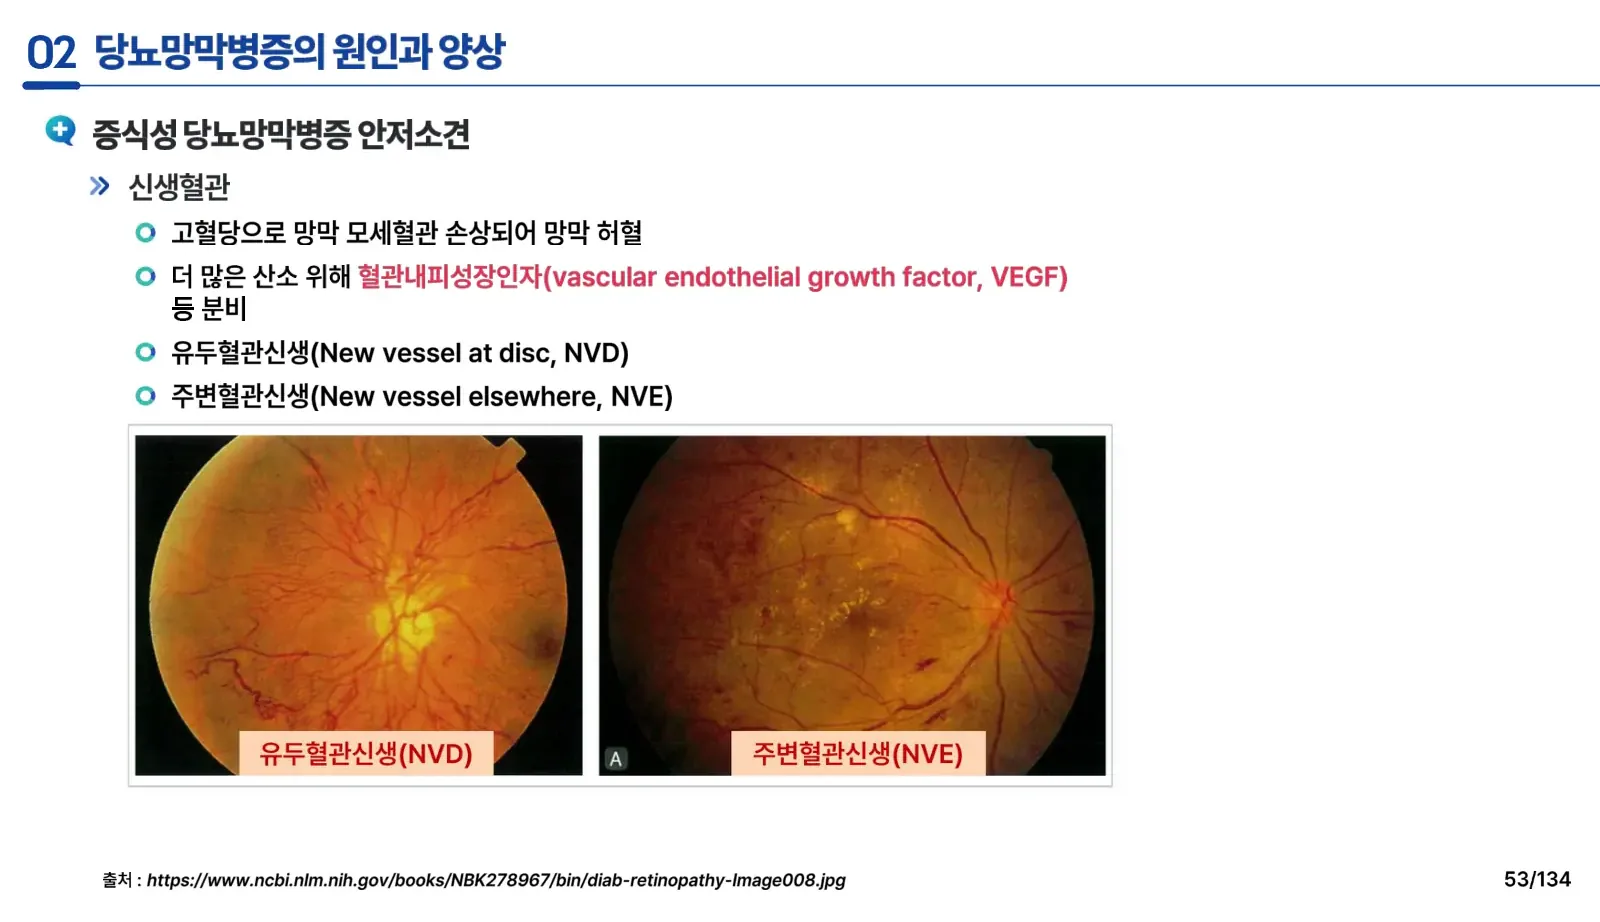 02 당뇨망막병증의 원인과 양상
증식성 당뇨망막병증 안저소견
신생혈관
고혈당으로 망막 모세혈관 손상되어 망막 허혈
더 많은 산소 위해 혈관내피성장인자(vascular endothelial growth factor, VEGF)
등 분비
유두혈관신생(New vessel at disc, NVD)
주변혈관신생(New vessel elsewhere, NVE)
유두혈관신생(NVD)
A
주변혈관신생(NVE)
출처 : https://www.ncbi.nlm.nih.gov/books/NBK278967/bin/diab-retinopathy-Image008.jpg
53/134